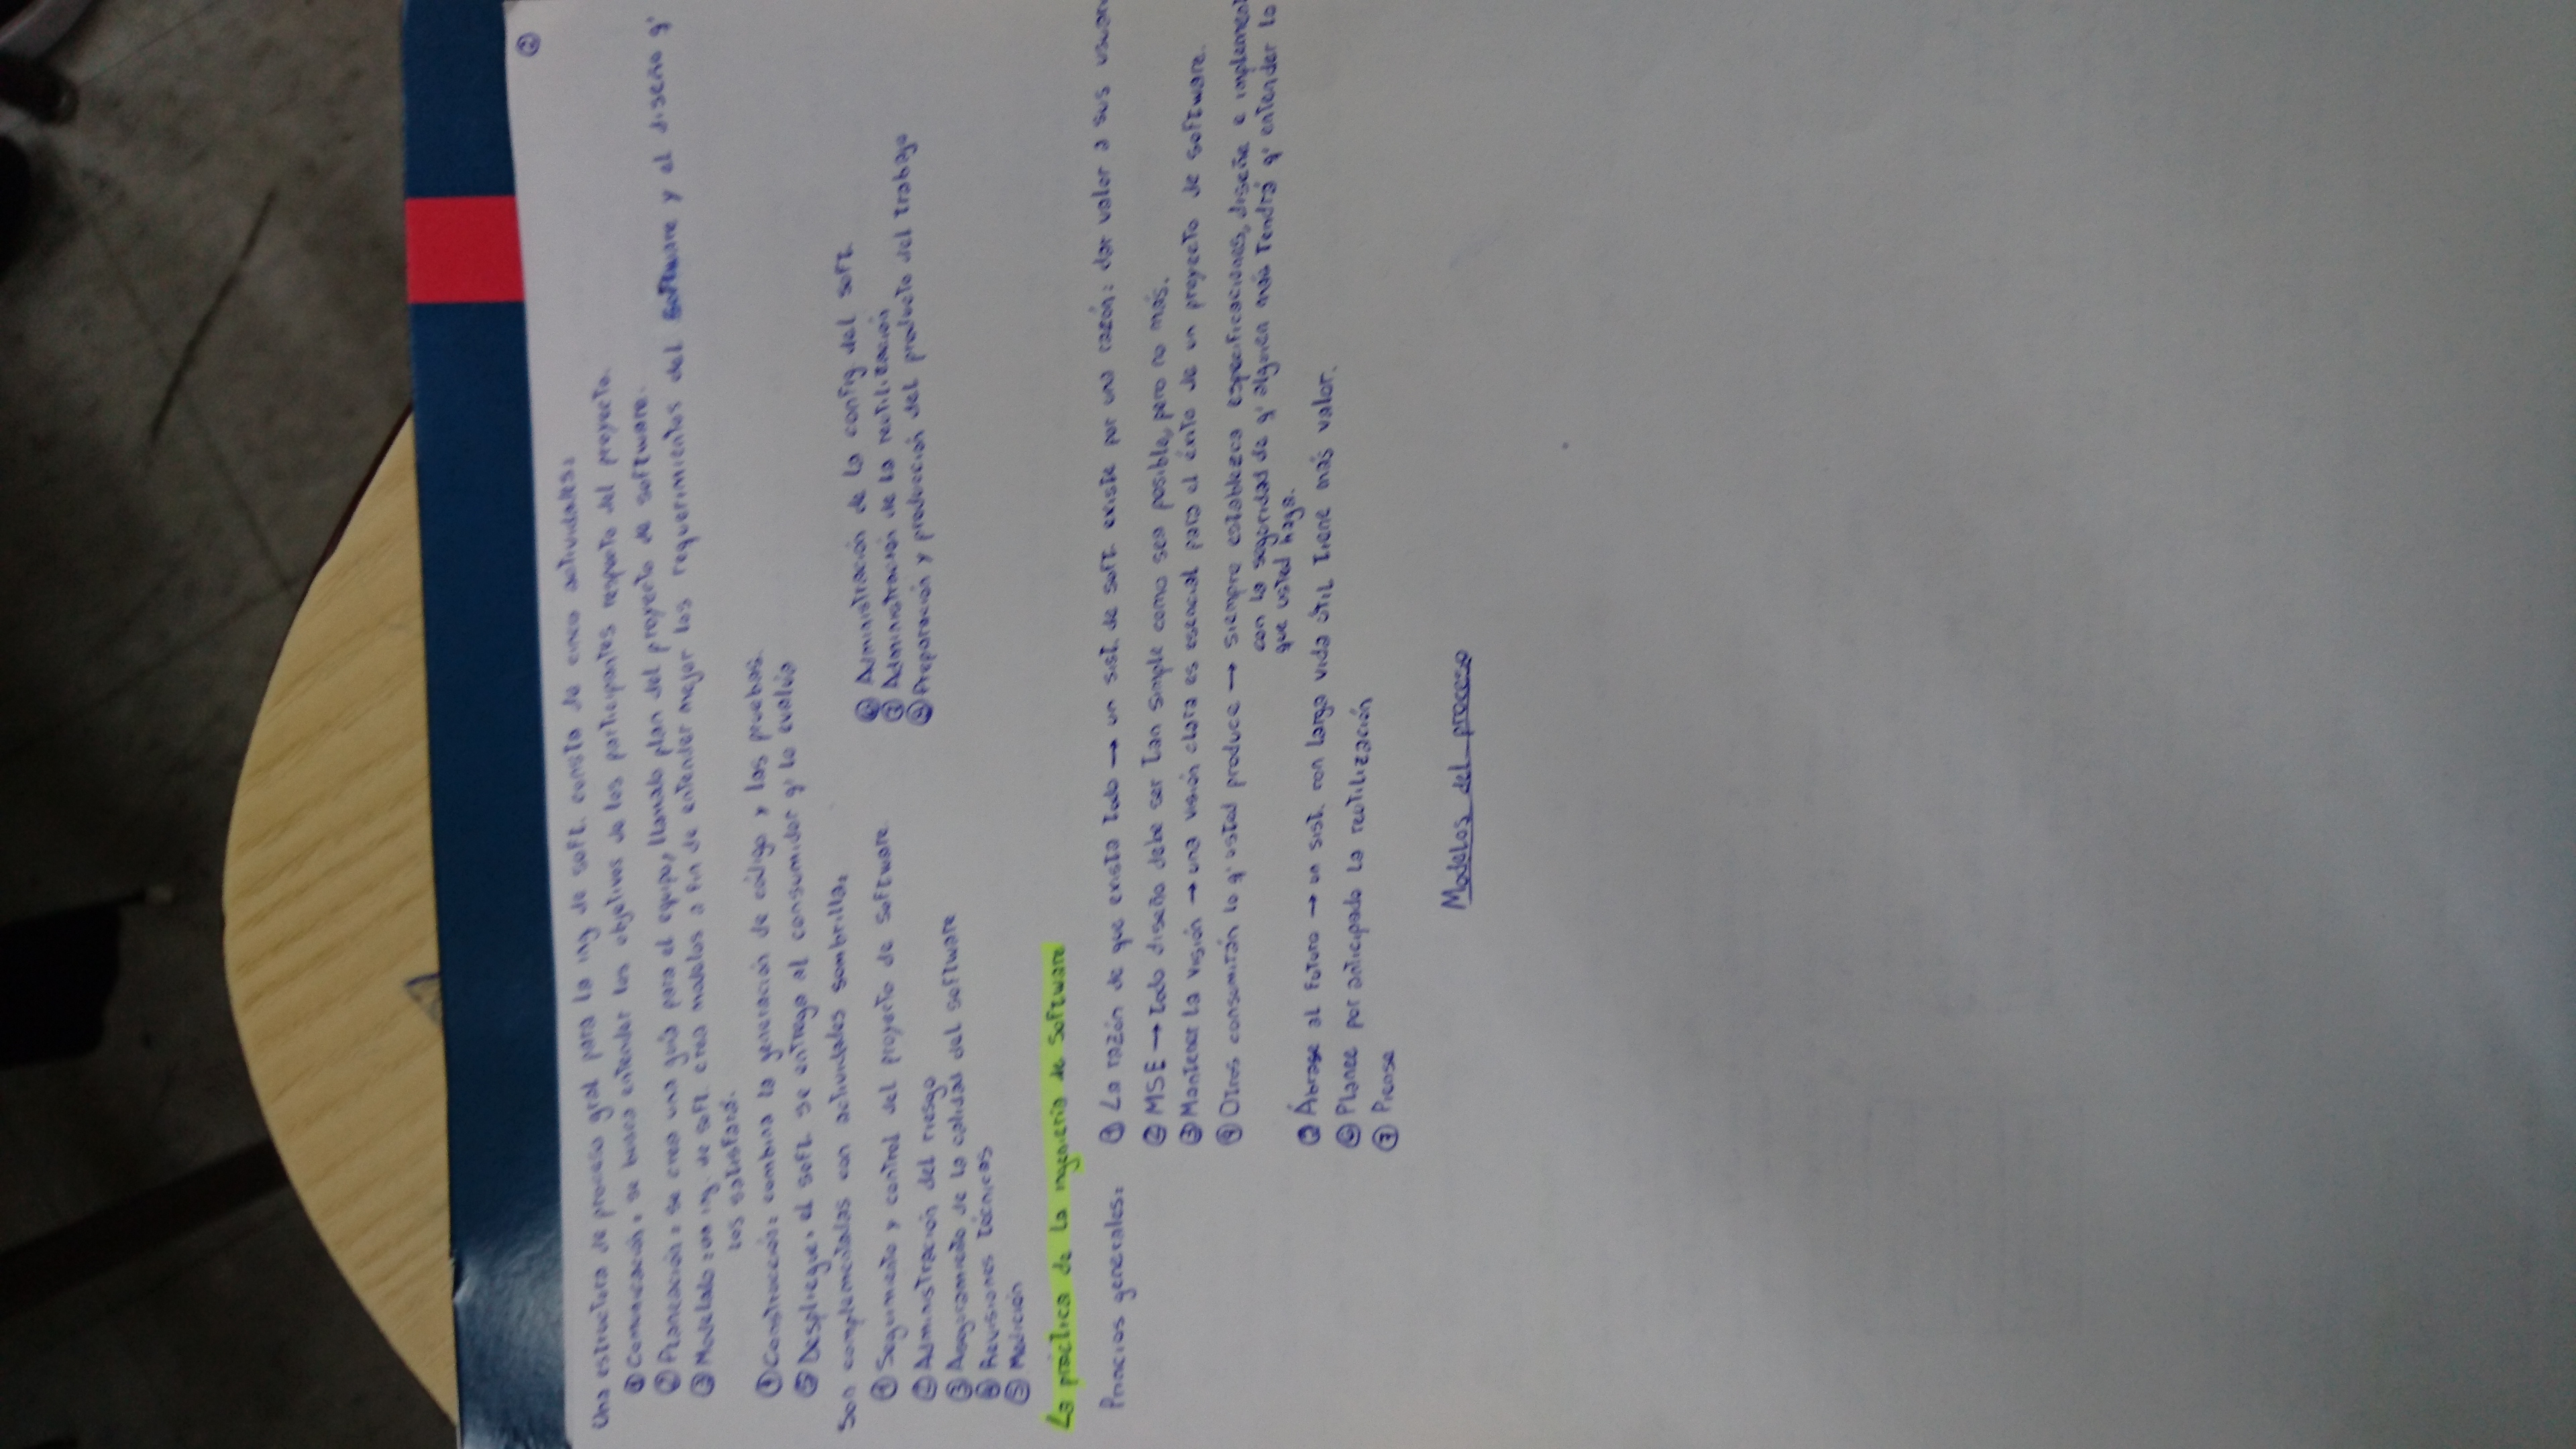 ②
Una estructura de proceso gral para la ing. de soft. consta de cinco actividades:
① Comunicación: se busca entender los objetivos de los participantes respecto del proyecto.
② Planeación: se crea una guía para el equipo, llamado plan del proyecto de software.
③ Modelado: un ing. de soft. crea modelos a fin de entender mejor los requerimientos del software y el diseño q'
los satisfará.
④ Construcción: combina la generación de código y las pruebas.
⑤ Despliegue: el soft. se entrega al consumidor q' lo evalúa
Son complementadas con actividades sombrilla:
① Seguimiento y control del proyecto de software
② Administración del riesgo
③ Aseguramiento de la calidad del software
④ Revisiones técnicas
⑤ Medición
⑥ Administración de la config. del soft.
⑦ Administración de la reutilización
⑧ Preparación y producción del producto del trabajo
La práctica de la ingeniería de Software
Princios generales: ① La razón de que exista todo → un sist. de soft. existe por una razón: dar valor a sus
② MSE → todo diseño debe ser tan simple como sea posible, pero no más.
③ Mantener la visión → una visión clara es esencial para el éxito de un proyecto de software.
④ Otros consumirán lo q' usted produce → siempre establezca especificaciones, diseñe e
con la seguridad de q' alguien más tendrá q' entender lo
que usted haga.
⑤ Ábrase al futuro → un sist. con larga vida útil tiene más valor.
⑥ Planee por anticipado la reutilización
⑦ Piense
Modelos del proceso